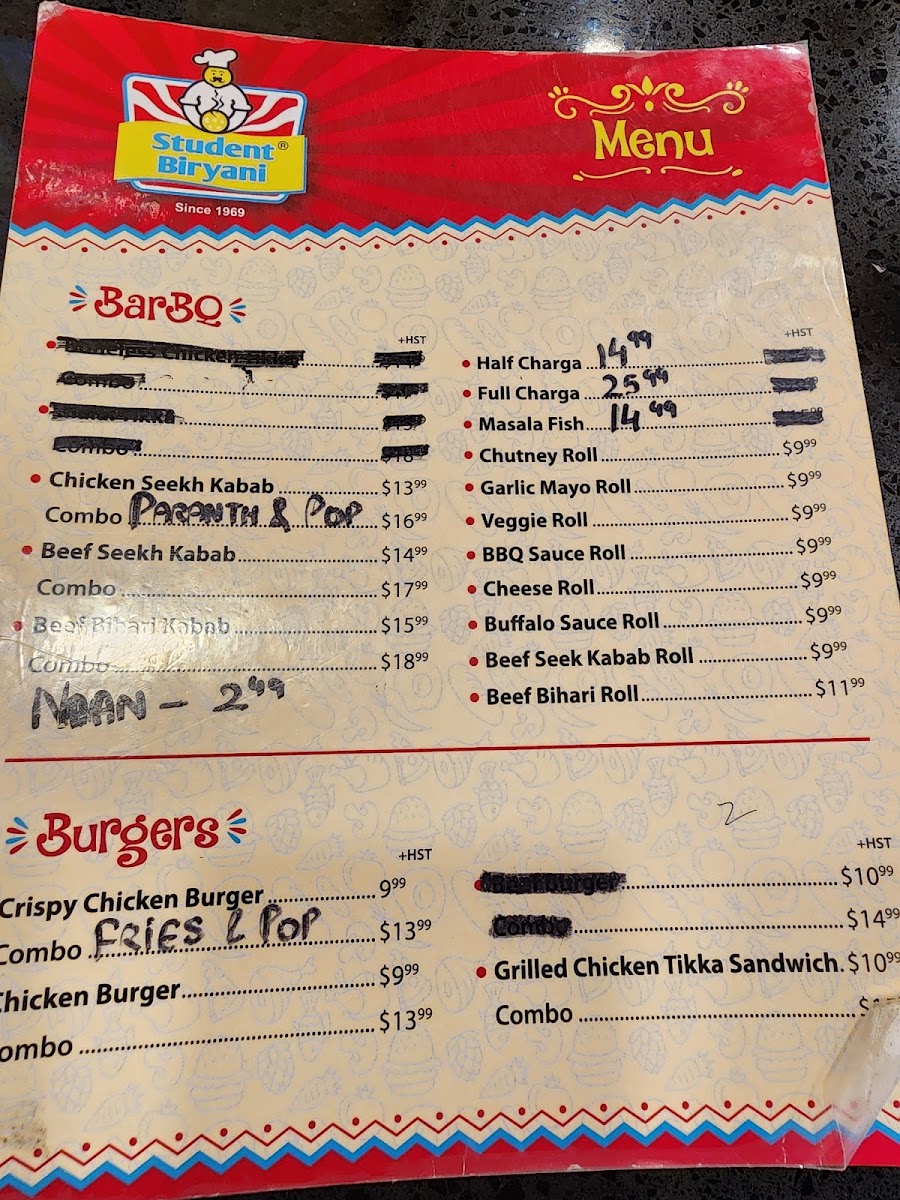 Student®
Biryani
Since 1969
Menu
BarBQ
+HST
Chicken Seekh Kabab $13.99
Combo PARANTH & POP $16.99
Beef Seekh Kabab $14.99
Combo $17.99
Beef Bihari Kabab $15.99
Combo $18.99
NAAN - 2.49
+HST
Half Charga 14.99
Full Charga 25.99
Masala Fish 14.99
Chutney Roll $9.99
Garlic Mayo Roll $9.99
Veggie Roll $9.99
BBQ Sauce Roll $9.99
Cheese Roll $9.99
Buffalo Sauce Roll $9.99
Beef Seek Kabab Roll $9.99
Beef Bihari Roll $11.99
Burgers
+HST
Crispy Chicken Burger 9.99
Combo FRIES & POP $13.99
Chicken Burger $9.99
ombo $13.99
2
+HST
$10.99
$14.99
Grilled Chicken Tikka Sandwich. $10.99
Combo